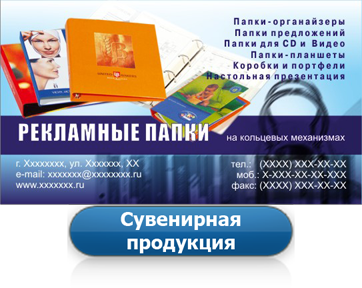 Папки-органайзеры
Папки предложений
Папки для CD и Видео
Папки-планшеты
Коробки и портфели
Настольная презентация
РЕКЛАМНЫЕ ПАПКИ на кольцевых механизмах
г. Xxxxxxxx, ул. Xxxxxxx, XX тел.: (XXXX) XXX-XX-XX
e-mail: xxxxxxx@xxxxxxxx.ru моб.: X-XXX-XX-XX-XXX
www.xxxxxxx.ru факс: (XXXX) XXX-XX-XX
Сувенирная
продукция